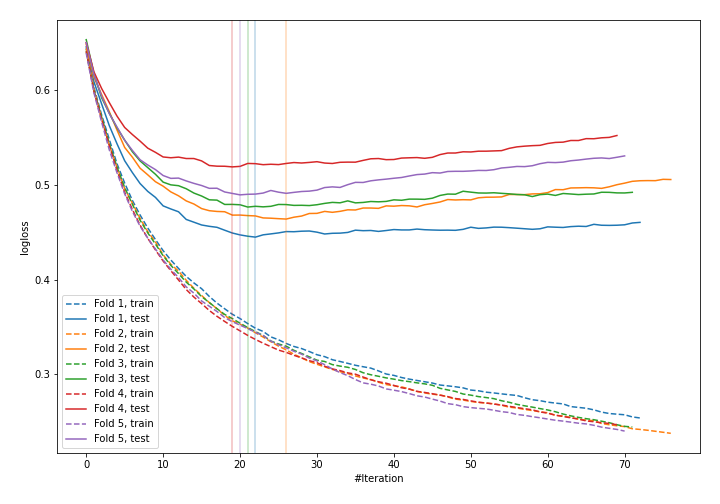 0.6
0.5
0.4
0.3
logloss
Fold 1, train
Fold 1, test
Fold 2, train
Fold 2, test
Fold 3, train
Fold 3, test
Fold 4, train
Fold 4, test
Fold 5, train
Fold 5, test
0 10 20 30 40 50 60 70
#Iteration